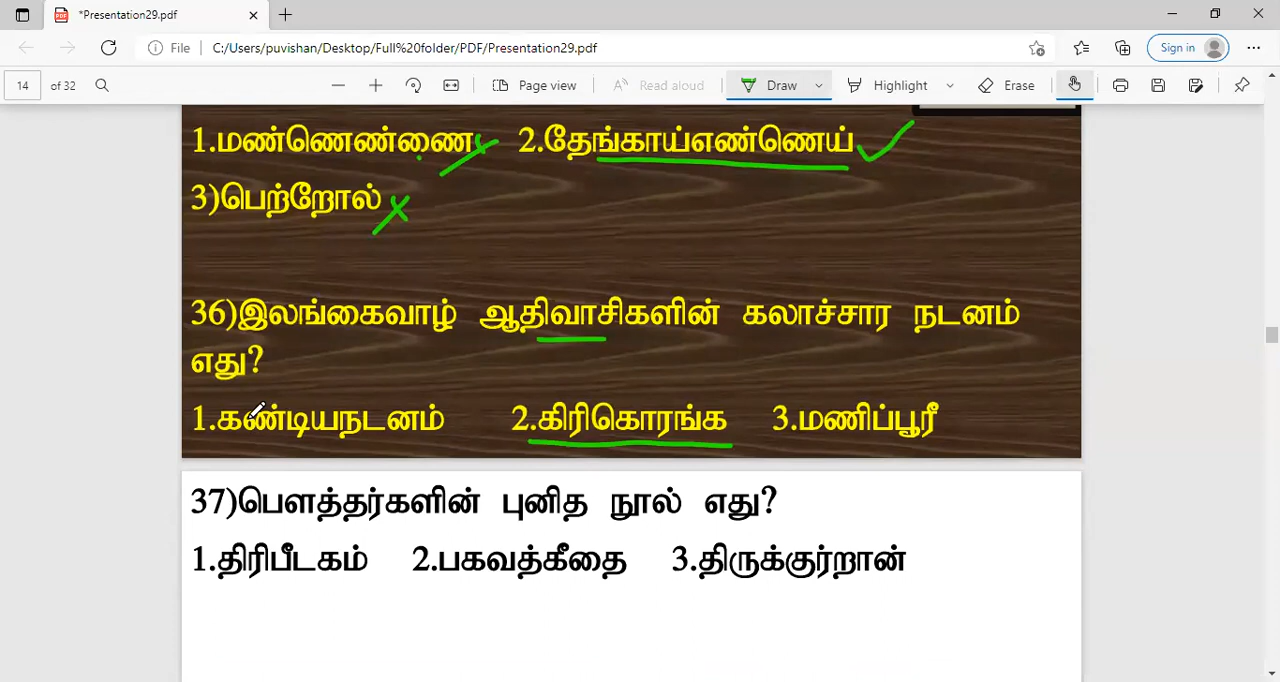 *Presentation29.pdf
File C:/Users/puvishan/Desktop/Full%20folder/PDF/Presentation29.pdf Sign in
14 of 32 Page view Read aloud Draw Highlight Erase
1.மண்ணெண்ணை 2.தேங்காய்எண்ணெய்
3)பெற்றோல்
36)இலங்கைவாழ் ஆதிவாசிகளின் கலாச்சார நடனம்
எது?
1.கண்டியநடனம் 2.கிரிகொரங்க 3.மணிப்பூரீ
37)பௌத்தர்களின் புனித நூல் எது?
1.திரிபீடகம் 2.பகவத்கீதை 3.திருக்குர்றான்